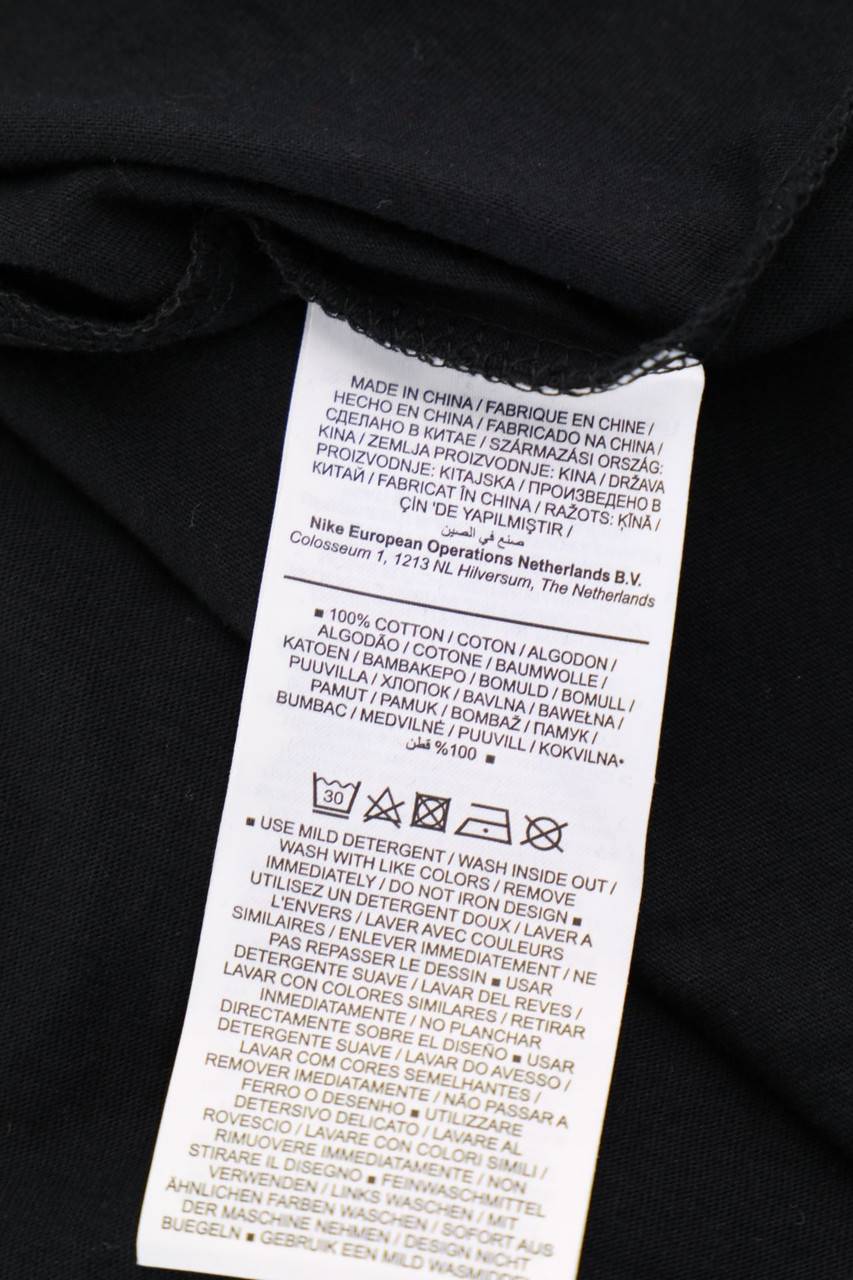 MADE IN CHINA / FABRIQUE EN CHINE /
HECHO EN CHINA / FABRICADO NA CHINA /
СДЕЛАНО В КИТАЕ / SZÁRMAZÁSI ORSZÁG:
KINA / ZEMLJA PROIZVODNJE: KINA / DRŽAVA
PROIZVODNJE: KITAJSKA / ПРОИЗВЕДЕНО В
КИТАЙ / FABRICAT ÎN CHINA / RAŽOTS: ĶĪNĀ /
ÇİN 'DE YAPILMIŞTIR /
صنع في الصين
Nike European Operations Netherlands B.V.
Colosseum 1, 1213 NL Hilversum, The Netherlands
■ 100% COTTON / COTON / ALGODON /
ALGODÃO / COTONE / BAUMWOLLE /
KATOEN / ΒΑΜΒΑΚΕΡΟ / BOMULD / BOMULL /
PUUVILLA / ХЛОПОК / BAVLNA / BAWEŁNA /
PAMUT / PAMUK / BOMBAŽ / ПАМУК /
BUMBAC / MEDVILNĖ / PUUVILL / KOKVILNA•
100% قطن ■
30
■ USE MILD DETERGENT / WASH INSIDE OUT /
WASH WITH LIKE COLORS / REMOVE
IMMEDIATELY / DO NOT IRON DESIGN ■
UTILISEZ UN DETERGENT DOUX / LAVER A
L'ENVERS / LAVER AVEC COULEURS
SIMILAIRES / ENLEVER IMMEDIATEMENT / NE
PAS REPASSER LE DESSIN ■ USAR
DETERGENTE SUAVE / LAVAR DEL REVES /
LAVAR CON COLORES SIMILARES / RETIRAR
INMEDIATAMENTE / NO PLANCHAR
DIRECTAMENTE SOBRE EL DISEÑO ■ USAR
DETERGENTE SUAVE / LAVAR DO AVESSO /
LAVAR COM CORES SEMELHANTES /
REMOVER IMEDIATAMENTE / NÃO PASSAR A
FERRO O DESENHO ■ UTILIZZARE
DETERSIVO DELICATO / LAVARE AL
ROVESCIO / LAVARE CON COLORI SIMILI /
RIMUOVERE IMMEDIATAMENTE / NON
STIRARE IL DISEGNO ■ FEINWASCHMITTEL
VERWENDEN / LINKS WASCHEN / MIT
ÄHNLICHEN FARBEN WASCHEN / SOFORT AUS
DER MASCHINE NEHMEN / DESIGN NICHT
BUEGELN ■ GEBRUIK EEN MILD WASMIDDEL